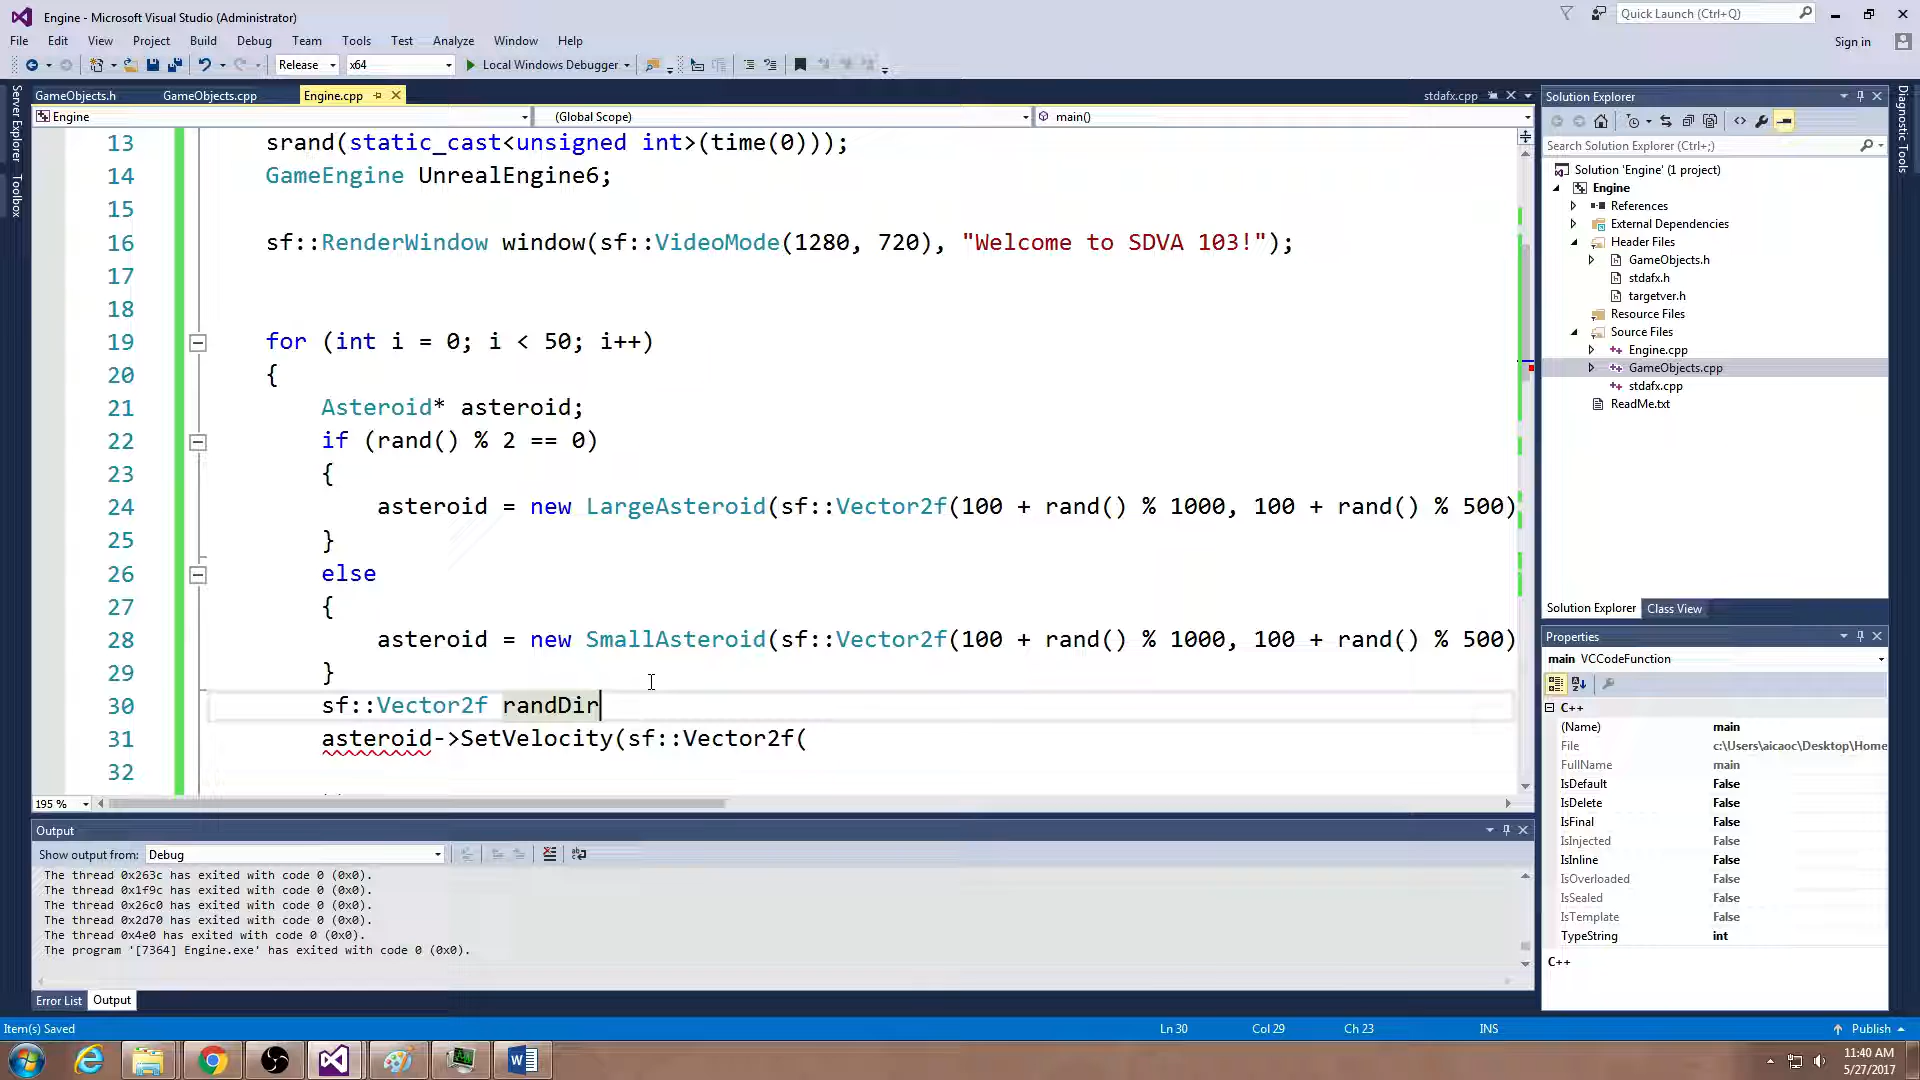 Engine - Microsoft Visual Studio (Administrator)
Quick Launch (Ctrl+Q)
File Edit View Project Build Debug Team Tools Test Analyze Window Help
Sign in
Release x64 Local Windows Debugger
GameObjects.h GameObjects.cpp Engine.cpp stdafx.cpp
Engine (Global Scope) main()
13 srand(static_cast<unsigned int>(time(0)));
14 GameEngine UnrealEngine6;
15
16 sf::RenderWindow window(sf::VideoMode(1280, 720), "Welcome to SDVA 103!");
17
18
19 for (int i = 0; i < 50; i++)
20 {
21 Asteroid* asteroid;
22 if (rand() % 2 == 0)
23 {
24 asteroid = new LargeAsteroid(sf::Vector2f(100 + rand() % 1000, 100 + rand() % 500)
25 }
26 else
27 {
28 asteroid = new SmallAsteroid(sf::Vector2f(100 + rand() % 1000, 100 + rand() % 500)
29 }
30 sf::Vector2f randDir
31 asteroid->SetVelocity(sf::Vector2f(
32
195 %
Output
Show output from: Debug
The thread 0x263c has exited with code 0 (0x0).
The thread 0x1f9c has exited with code 0 (0x0).
The thread 0x26c0 has exited with code 0 (0x0).
The thread 0x2d70 has exited with code 0 (0x0).
The thread 0x4e0 has exited with code 0 (0x0).
The program '[7364] Engine.exe' has exited with code 0 (0x0).
Error List Output
Server Explorer
Toolbox
Solution Explorer
Search Solution Explorer (Ctrl+;)
Solution 'Engine' (1 project)
Engine
References
External Dependencies
Header Files
GameObjects.h
stdafx.h
targetver.h
Resource Files
Source Files
Engine.cpp
GameObjects.cpp
stdafx.cpp
ReadMe.txt
Solution Explorer Class View
Properties
main VCCodeFunction
C++
(Name) main
File c:\Users\aicaoc\Desktop\Home
FullName main
IsDefault False
IsDelete False
IsFinal False
IsInjected False
IsInline False
IsOverloaded False
IsSealed False
IsTemplate False
TypeString int
C++
Diagnostic Tools
Item(s) Saved Ln 30 Col 29 Ch 23 INS Publish
11:40 AM
5/27/2017